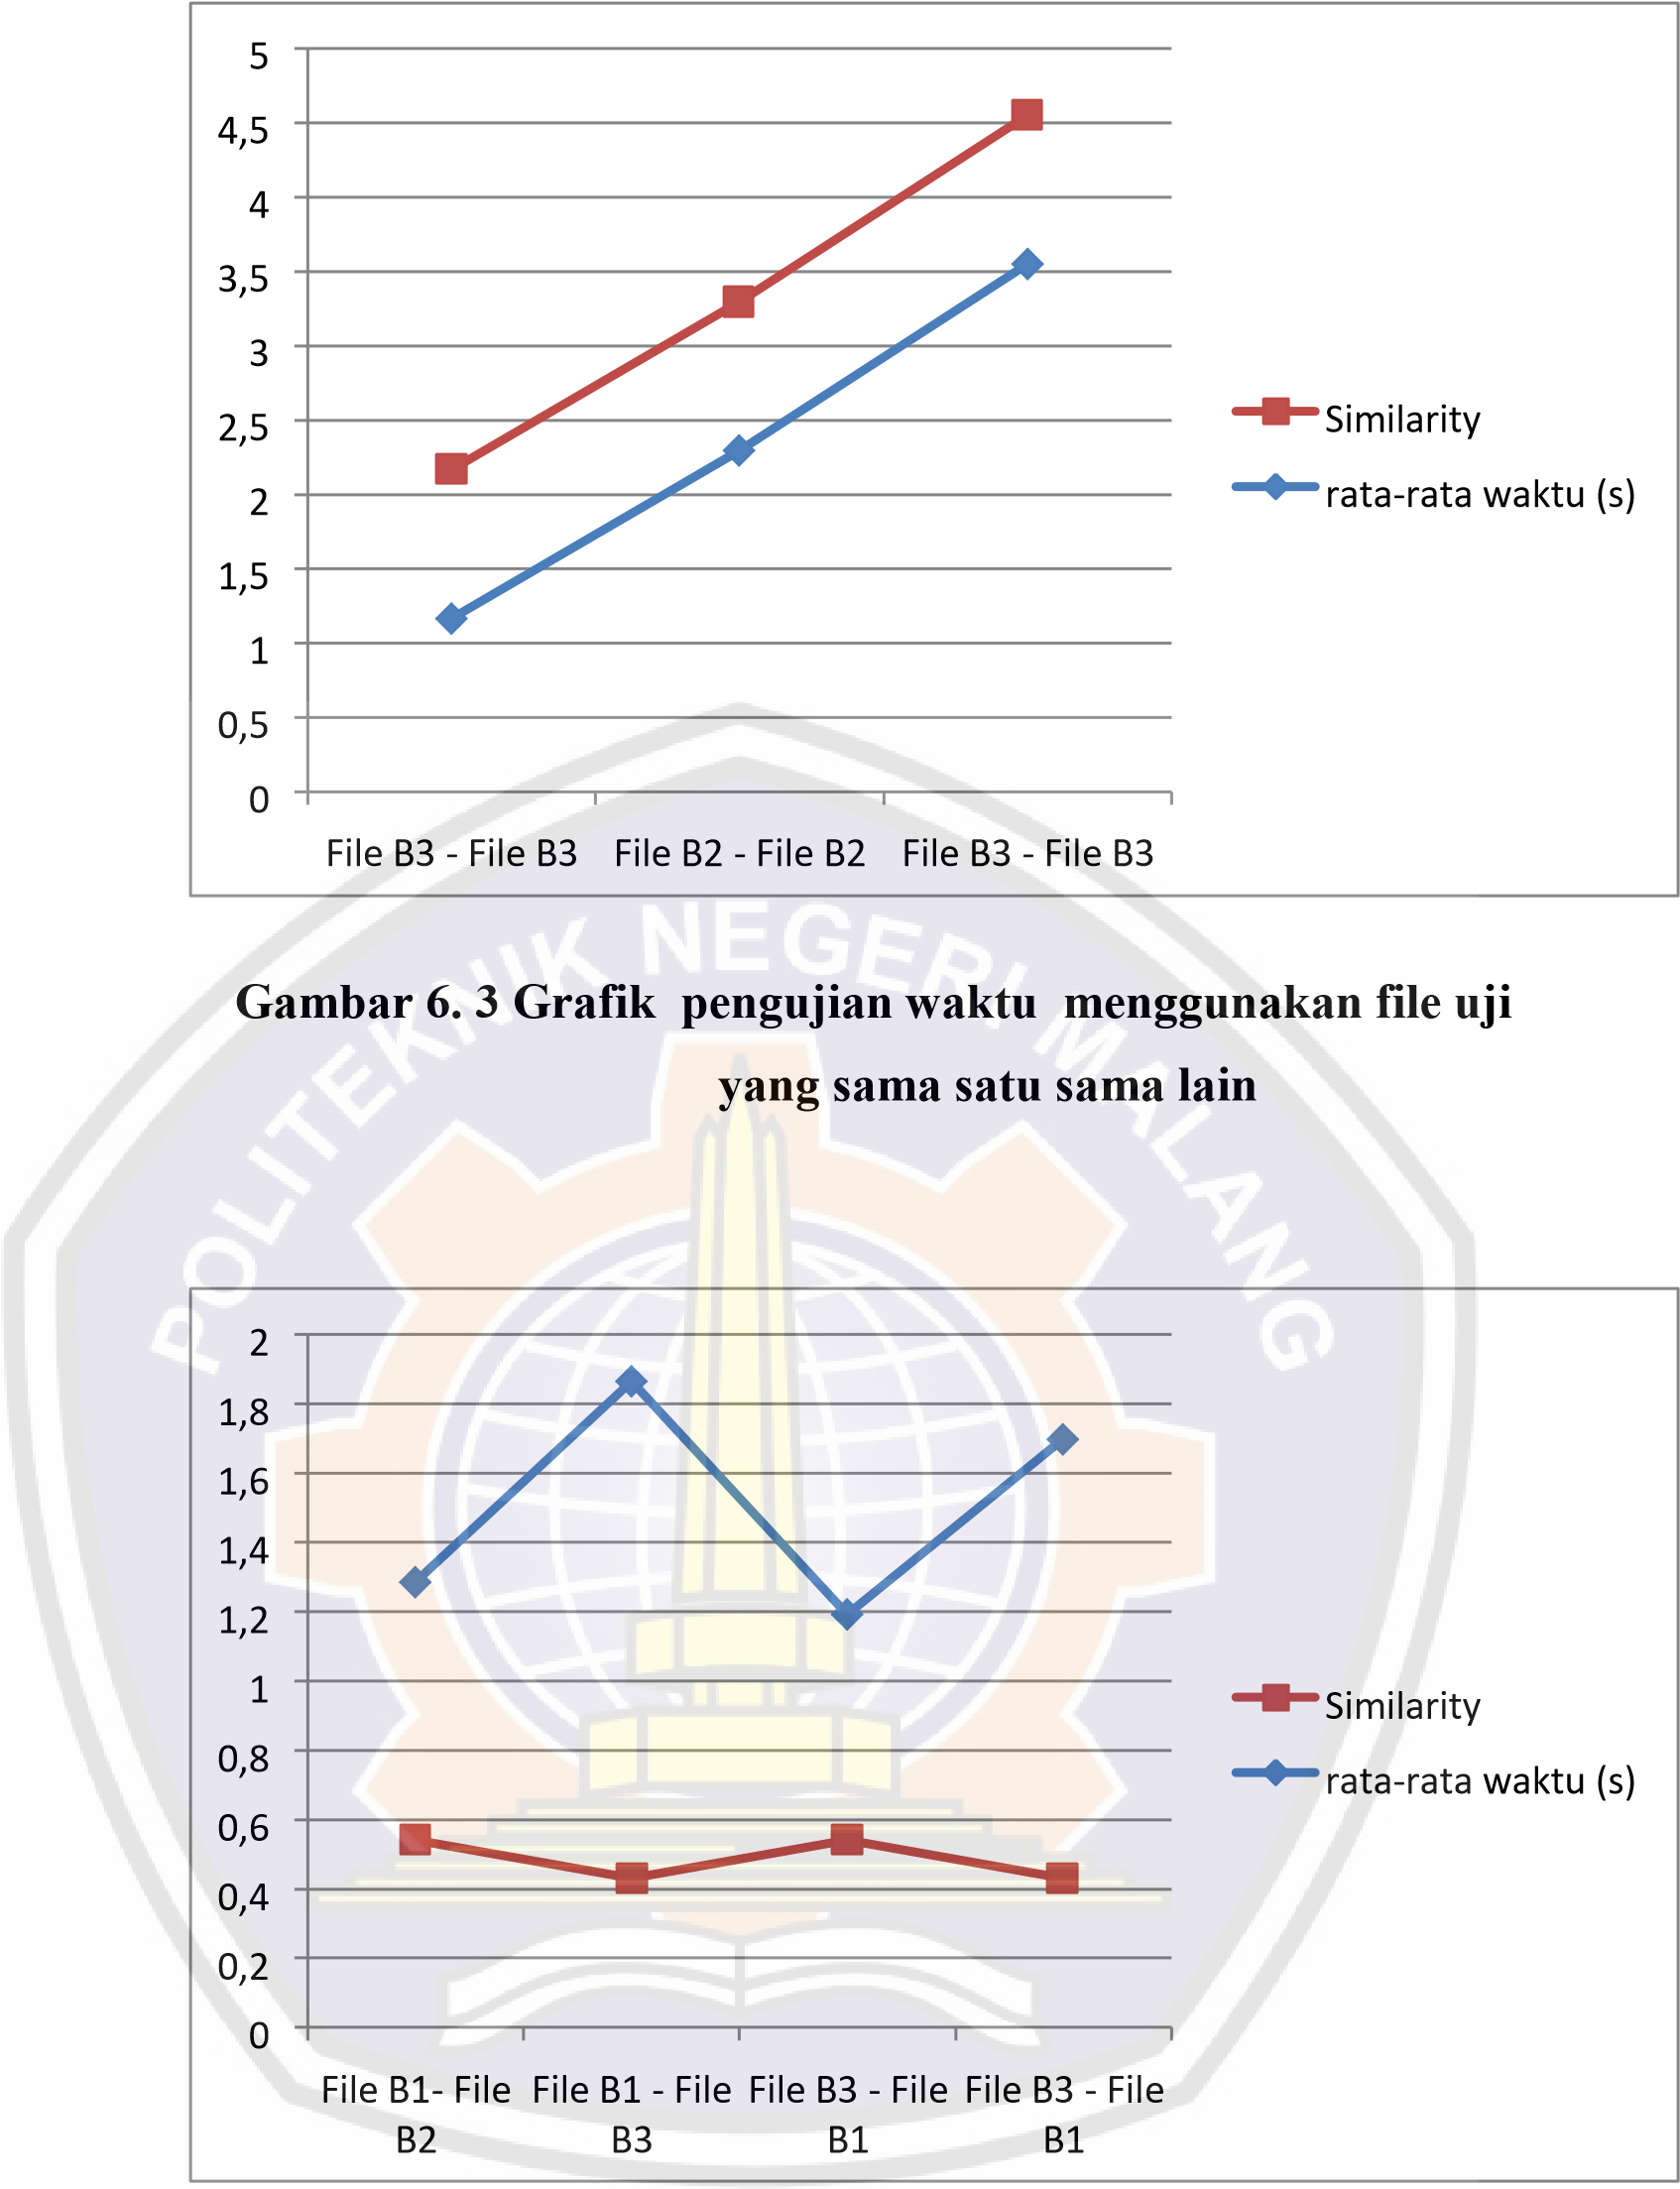 5
4,5
4
3,5
3
2,5
2
1,5
1
0,5
0
File B3 - File B3 File B2 - File B2 File B3 - File B3
Similarity
rata-rata waktu (s)
POLITEKNIK NEGERI MALANG
Gambar 6. 3 Grafik pengujian waktu menggunakan file uji
yang sama satu sama lain
2
1,8
1,6
1,4
1,2
1
0,8
0,6
0,4
0,2
0
File B1- File File B1 - File File B3 - File File B3 - File
B2 B3 B1 B1
Similarity
rata-rata waktu (s)